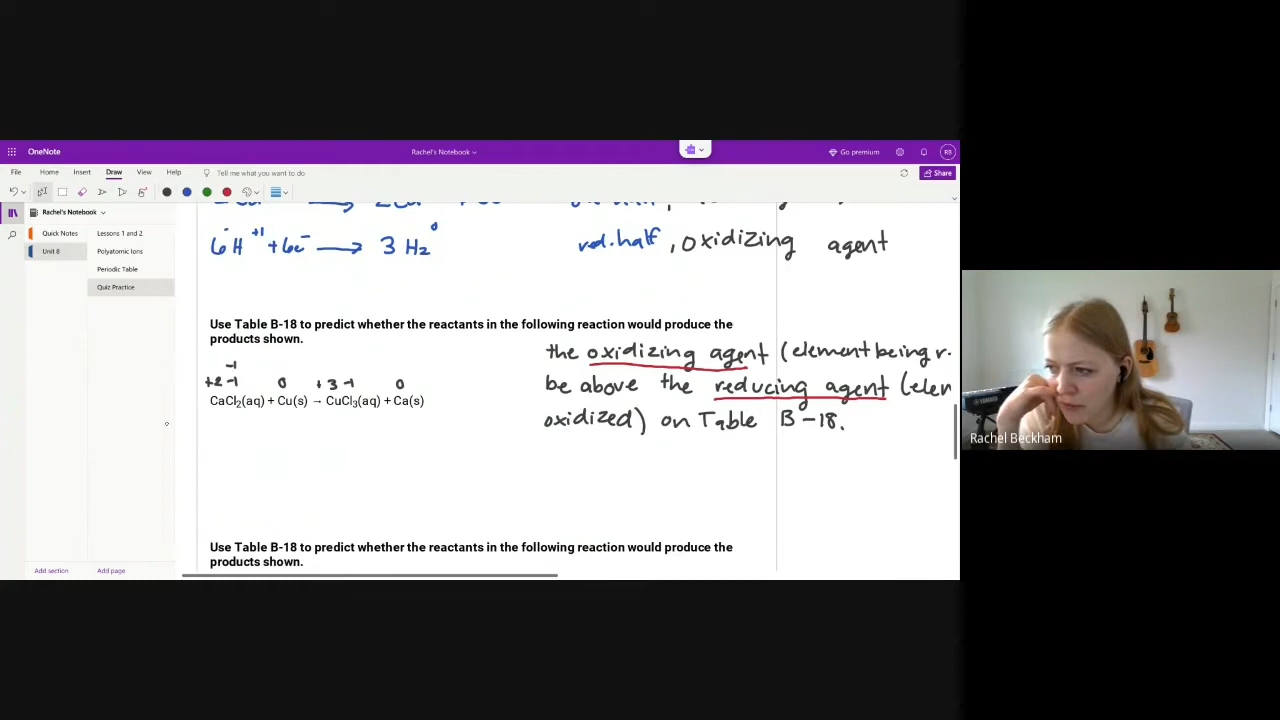 OneNote
Rachel's Notebook
Go premium
RB
File Home Insert Draw View Help Tell me what you want to do
Share
Rachel's Notebook
Quick Notes
Unit 8
Lessons 1 and 2
Polyatomic Ions
Periodic Table
Quiz Practice
6H⁺¹ + 6e⁻ → 3 H₂⁰ red. half, oxidizing agent
Use Table B-18 to predict whether the reactants in the following reaction would produce the
products shown.
-1
+2 -1 0 +3 -1 0
CaCl₂(aq) + Cu(s) → CuCl₃(aq) + Ca(s)
the oxidizing agent (element being r
be above the reducing agent (elem
oxidized) on Table B-18.
Use Table B-18 to predict whether the reactants in the following reaction would produce the
products shown.
Add section
Add page
Rachel Beckham
YAMAHA